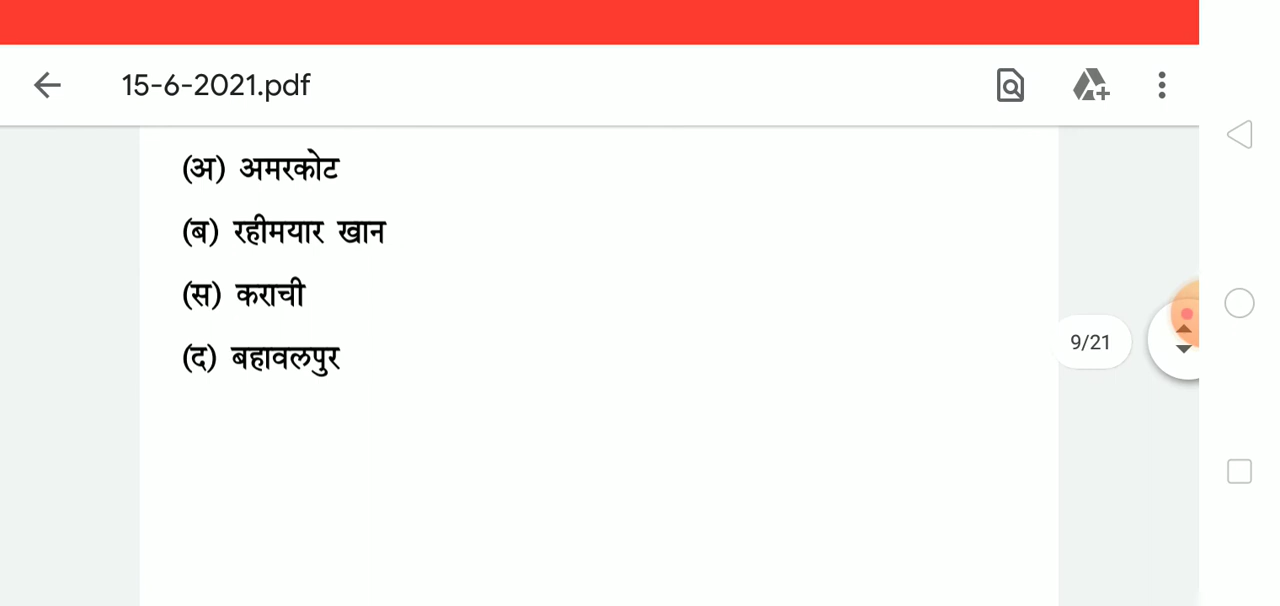 15-6-2021.pdf
(अ) अमरकोट
(ब) रहीमयार खान
(स) कराची
(द) बहावलपुर
9/21